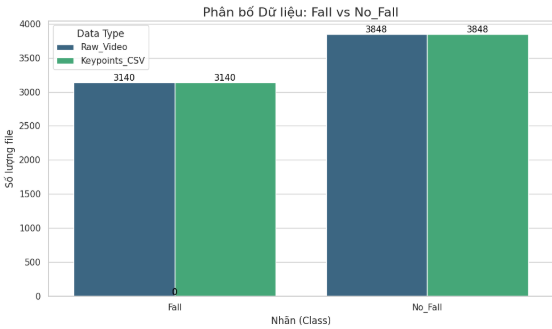 Phân bố Dữ liệu: Fall vs No_Fall
Data Type
Raw_Video
Keypoints_CSV
Số lượng file
4000
3500
3000
2500
2000
1500
1000
500
0
3140
3140
3848
3848
0
Fall
No_Fall
Nhãn (Class)